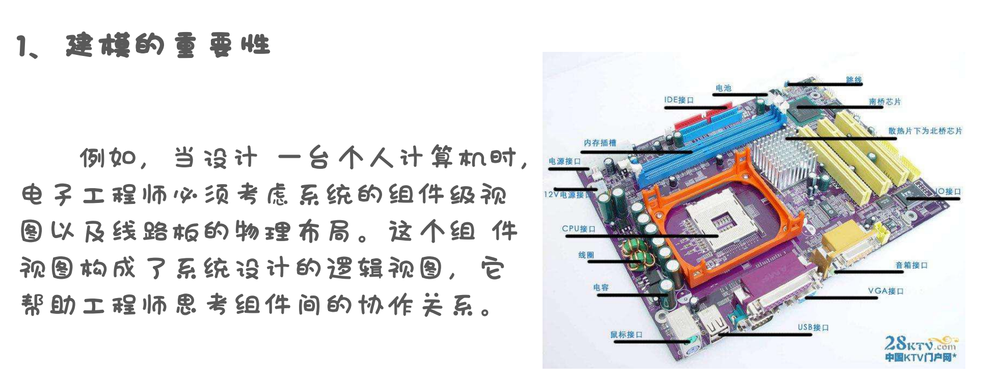 1、建模的重要性
例如，当设计 一台个人计算机时，
电子工程师必须考虑系统的组件级视
图以及线路板的物理布局。这个组 件
视图构成了系统设计的逻辑视图，它
帮助工程师思考组件间的协作关系。
跳线
电池
IDE接口
南桥芯片
散热片下为北桥芯片
内存插槽
电源接口
12V电源接口
IO接口
CPU接口
线圈
音箱接口
电容
VGA接口
USB接口
鼠标接口
28KTV.com
中国KTV门户网*